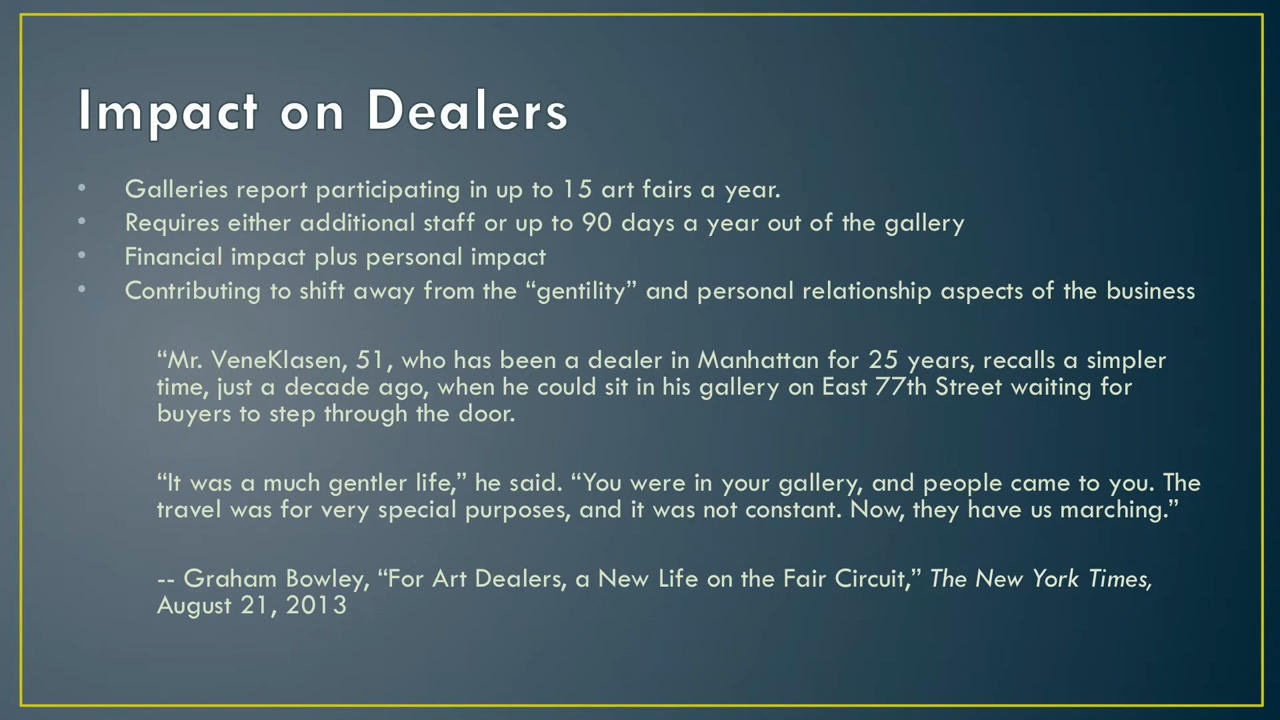 Impact on Dealers
• Galleries report participating in up to 15 art fairs a year.
• Requires either additional staff or up to 90 days a year out of the gallery
• Financial impact plus personal impact
• Contributing to shift away from the “gentility” and personal relationship aspects of the business
“Mr. VeneKlasen, 51, who has been a dealer in Manhattan for 25 years, recalls a simpler
time, just a decade ago, when he could sit in his gallery on East 77th Street waiting for
buyers to step through the door.
“It was a much gentler life,” he said. “You were in your gallery, and people came to you. The
travel was for very special purposes, and it was not constant. Now, they have us marching.”
-- Graham Bowley, “For Art Dealers, a New Life on the Fair Circuit,” The New York Times,
August 21, 2013